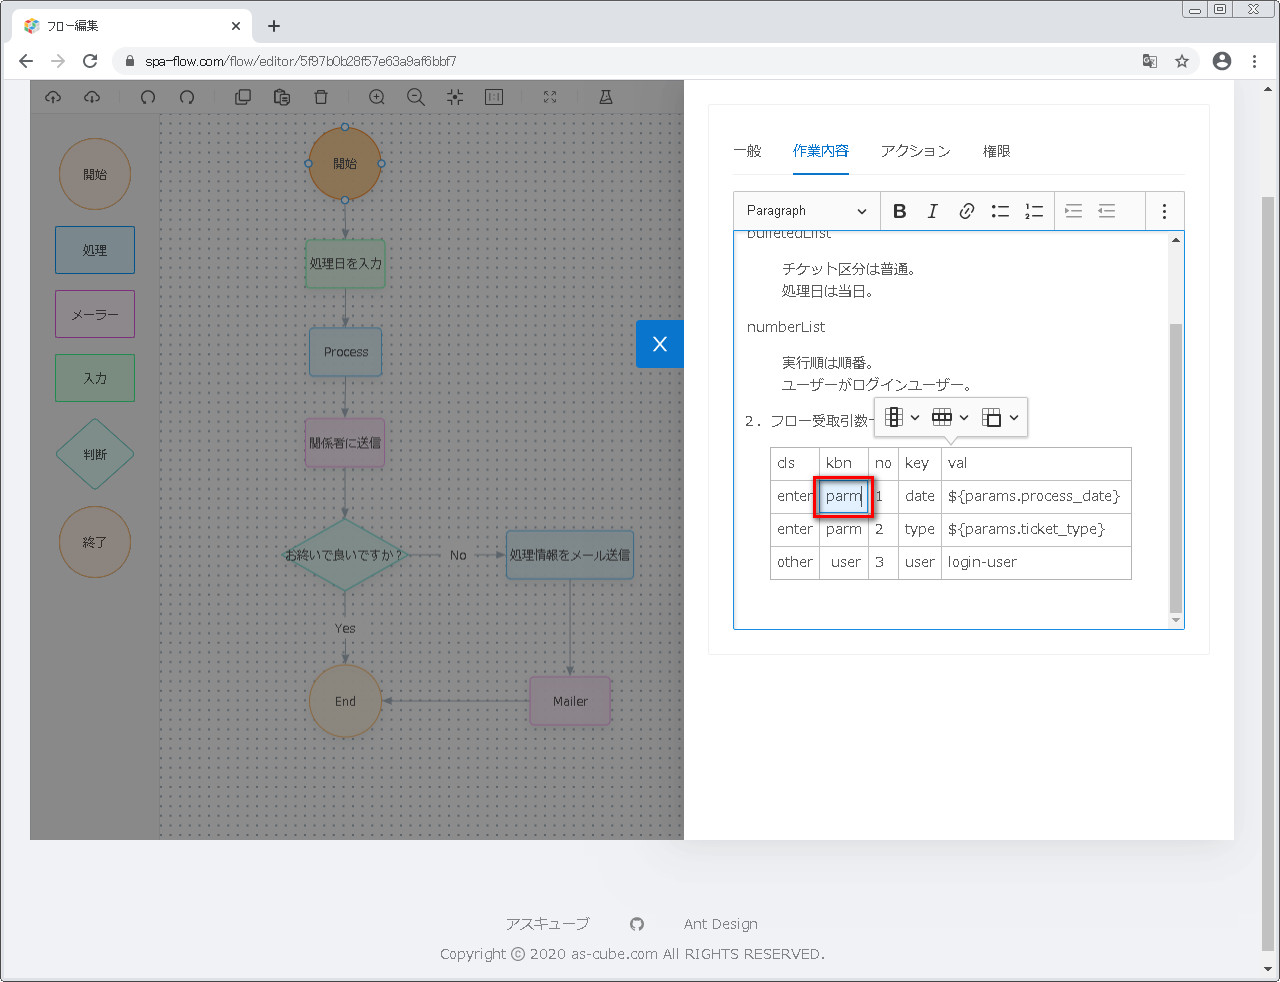 フロー編集
spa-flow.com/flow/editor/5f97b0b28f57e63a9af6bbf7
1:1
開始
処理
メーラー
入力
判断
終了
開始
処理日を入力
Process
関係者に送信
お終いで良いですか？
No
処理情報をメール送信
Yes
End
Mailer
一般
作業内容
アクション
権限
Paragraph
bulletedList
チケット区分は普通。
処理日は当日。
numberList
実行順は順番。
ユーザーがログインユーザー。
2. フロー受取引数
cls kbn no key val
enter parm 1 date ${params.process_date}
enter parm 2 type ${params.ticket_type}
other user 3 user login-user
アスキューブ
Ant Design
Copyright © 2020 as-cube.com All RIGHTS RESERVED.